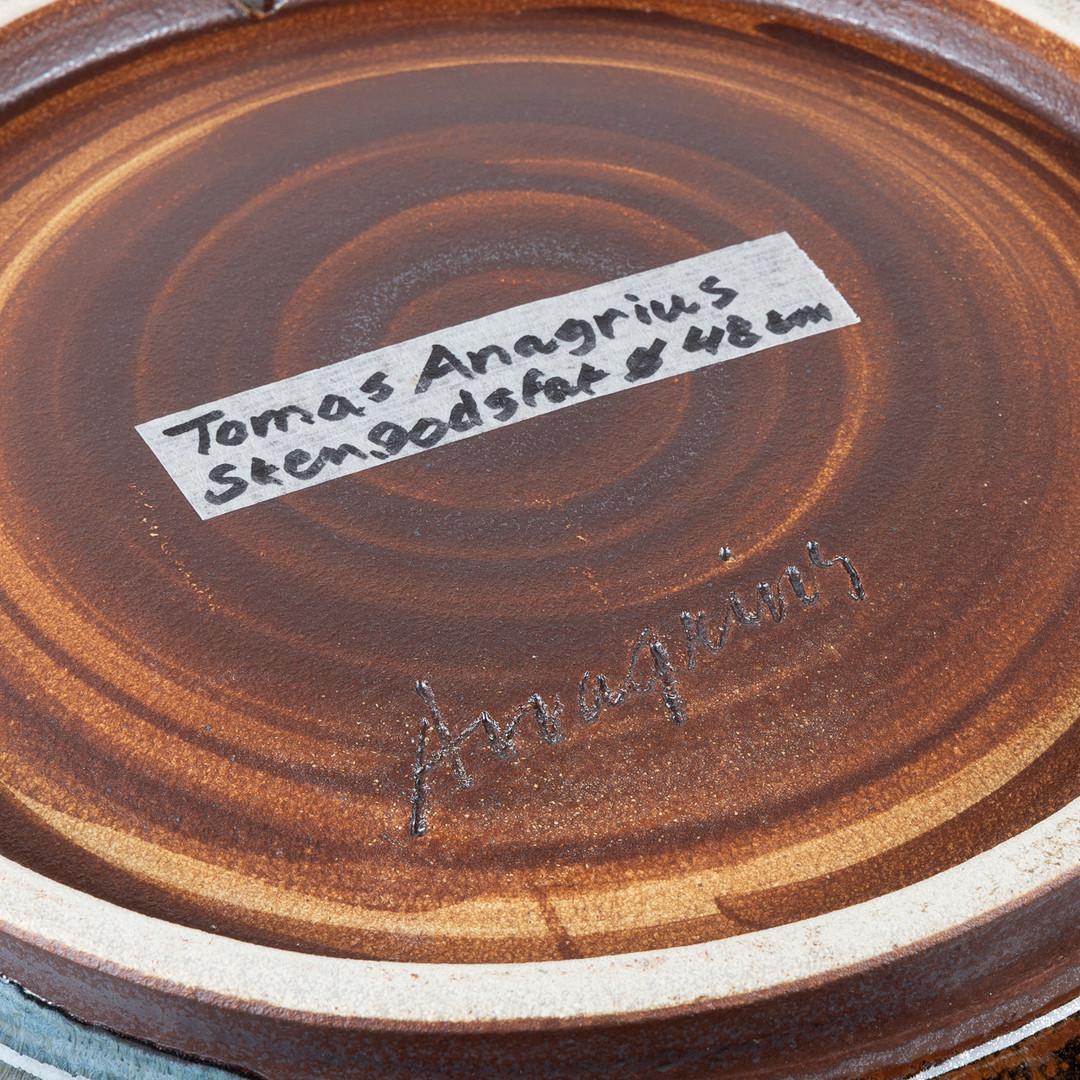 Tomas Anagrius
Stengodsfat Ø 48 cm
Anagrius